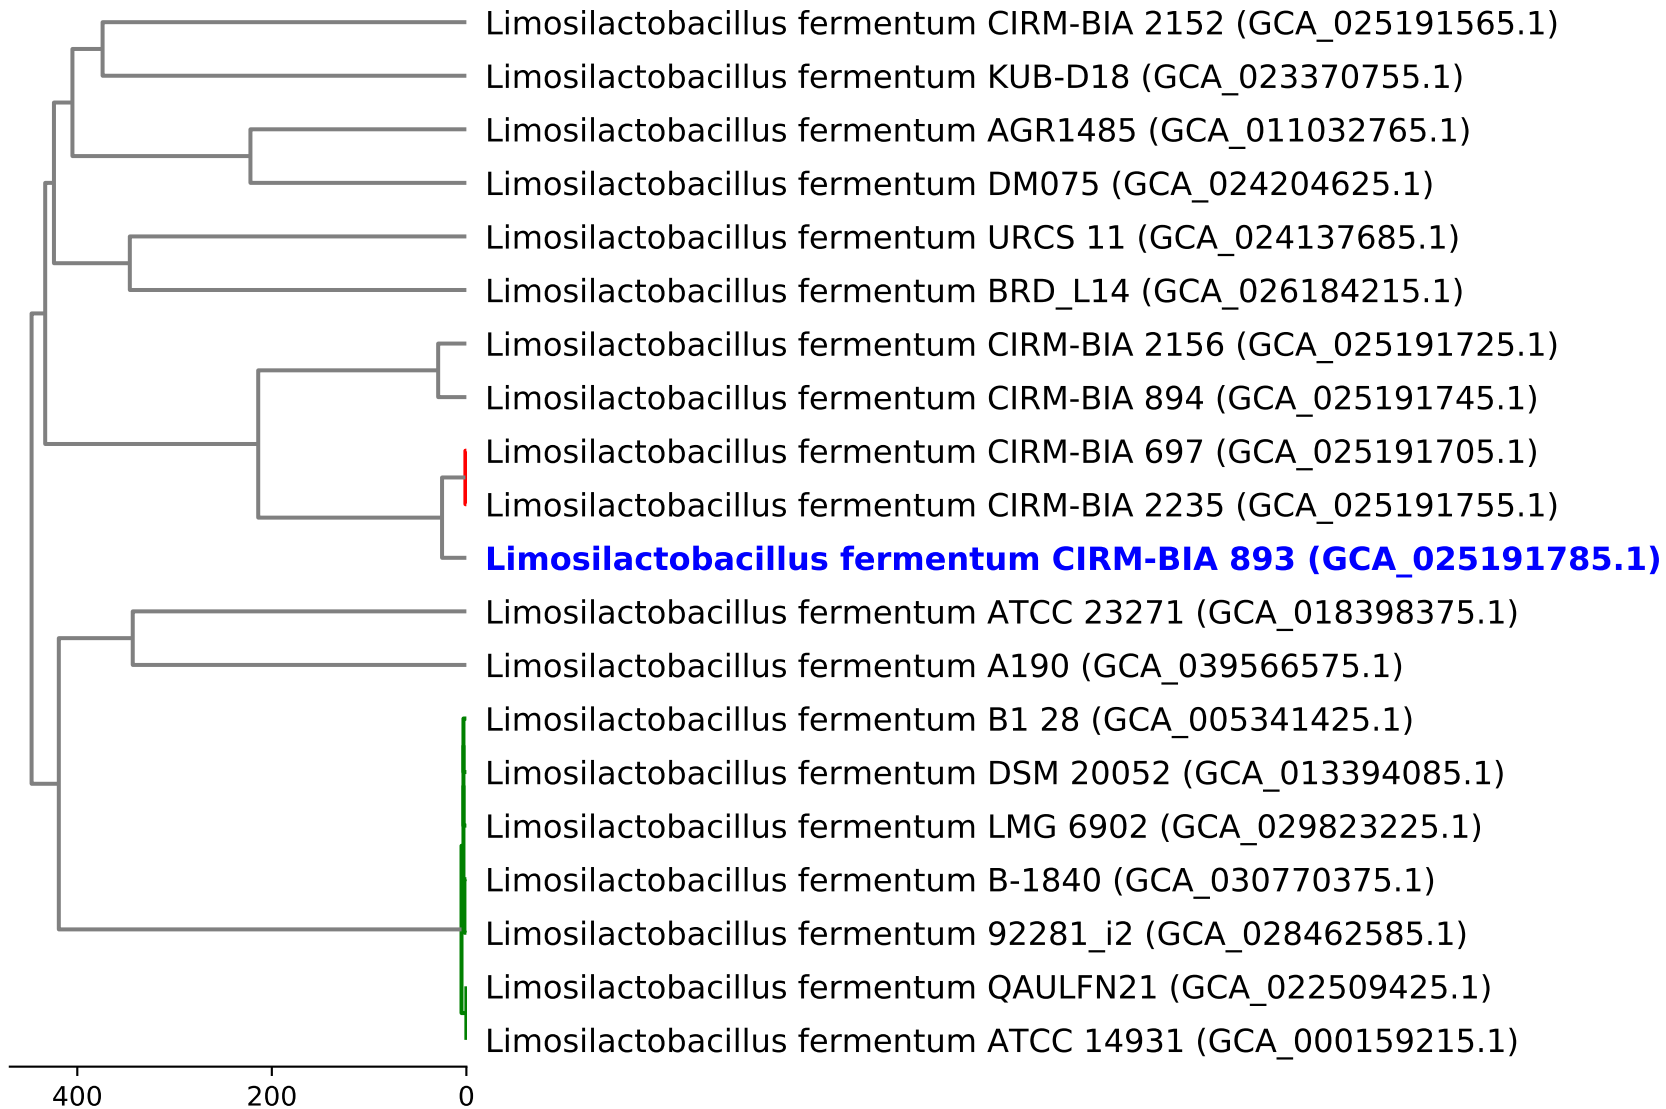 Limosilactobacillus fermentum CIRM-BIA 2152 (GCA_025191565.1)
Limosilactobacillus fermentum KUB-D18 (GCA_023370755.1)
Limosilactobacillus fermentum AGR1485 (GCA_011032765.1)
Limosilactobacillus fermentum DM075 (GCA_024204625.1)
Limosilactobacillus fermentum URCS 11 (GCA_024137685.1)
Limosilactobacillus fermentum BRD_L14 (GCA_026184215.1)
Limosilactobacillus fermentum CIRM-BIA 2156 (GCA_025191725.1)
Limosilactobacillus fermentum CIRM-BIA 894 (GCA_025191745.1)
Limosilactobacillus fermentum CIRM-BIA 697 (GCA_025191705.1)
Limosilactobacillus fermentum CIRM-BIA 2235 (GCA_025191755.1)
Limosilactobacillus fermentum CIRM-BIA 893 (GCA_025191785.1)
Limosilactobacillus fermentum ATCC 23271 (GCA_018398375.1)
Limosilactobacillus fermentum A190 (GCA_039566575.1)
Limosilactobacillus fermentum B1 28 (GCA_005341425.1)
Limosilactobacillus fermentum DSM 20052 (GCA_013394085.1)
Limosilactobacillus fermentum LMG 6902 (GCA_029823225.1)
Limosilactobacillus fermentum B-1840 (GCA_030770375.1)
Limosilactobacillus fermentum 92281_i2 (GCA_028462585.1)
Limosilactobacillus fermentum QAULFN21 (GCA_022509425.1)
Limosilactobacillus fermentum ATCC 14931 (GCA_000159215.1)
400 200 0